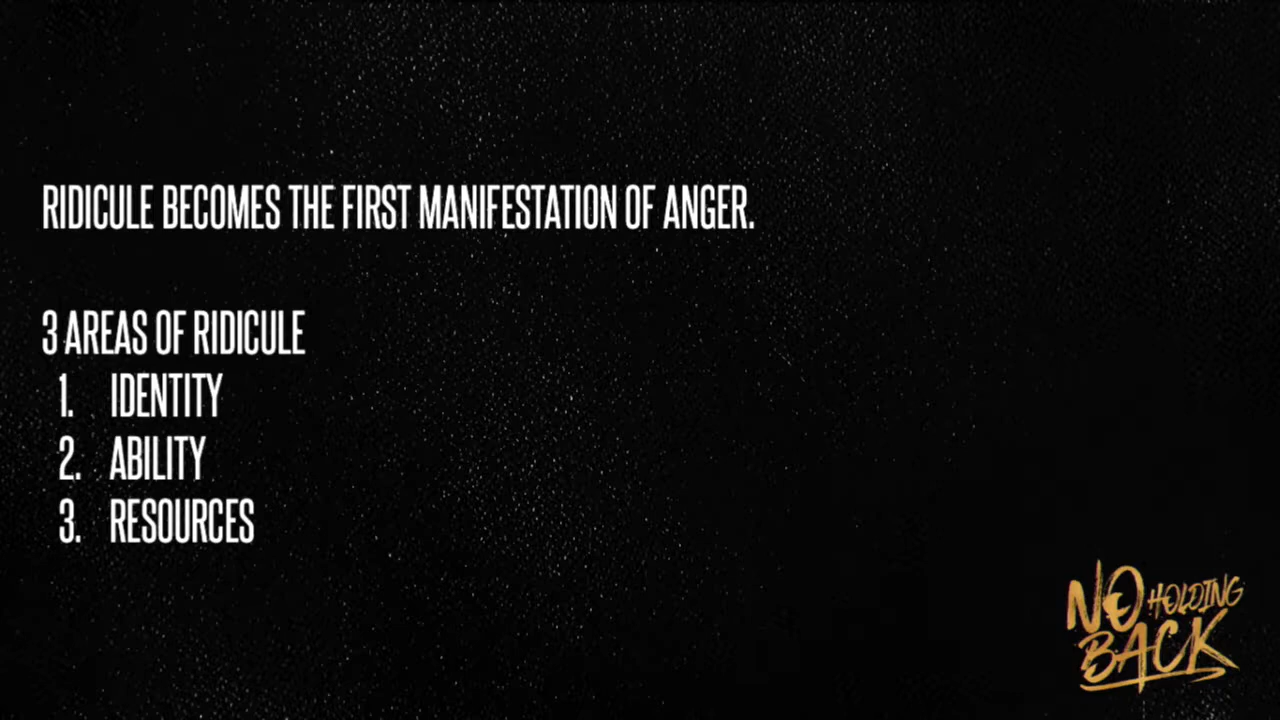 RIDICULE BECOMES THE FIRST MANIFESTATION OF ANGER.
3 AREAS OF RIDICULE
1. IDENTITY
2. ABILITY
3. RESOURCES
NO HOLDING
BACK